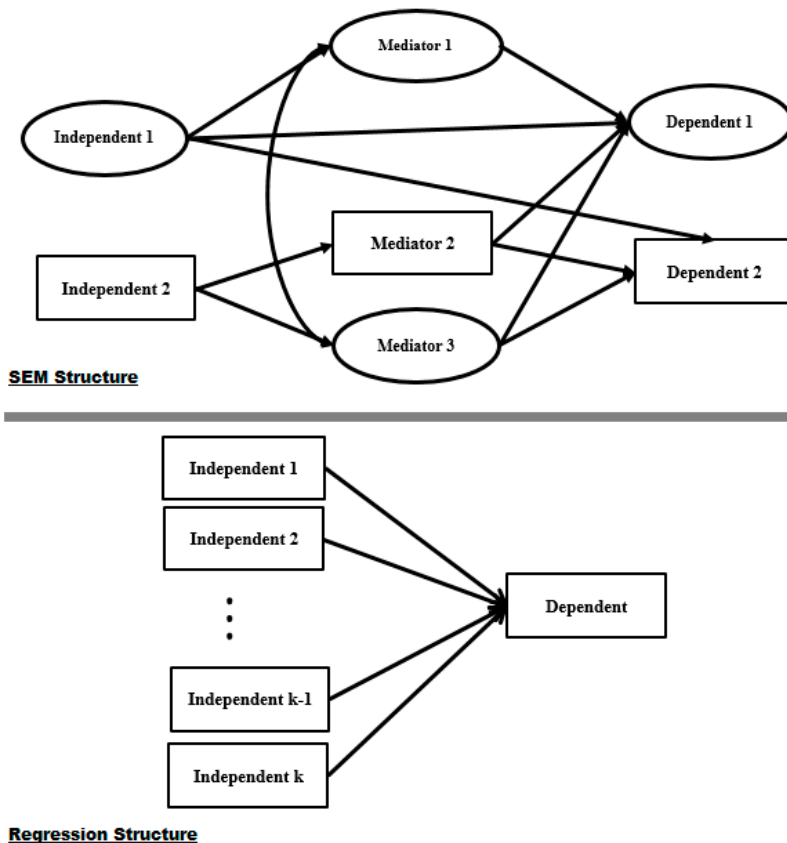 Mediator 1
Independent 1
Dependent 1
Mediator 2
Dependent 2
Independent 2
Mediator 3
SEM Structure
Independent 1
Independent 2
Dependent
Independent k-1
Independent k
Regression Structure